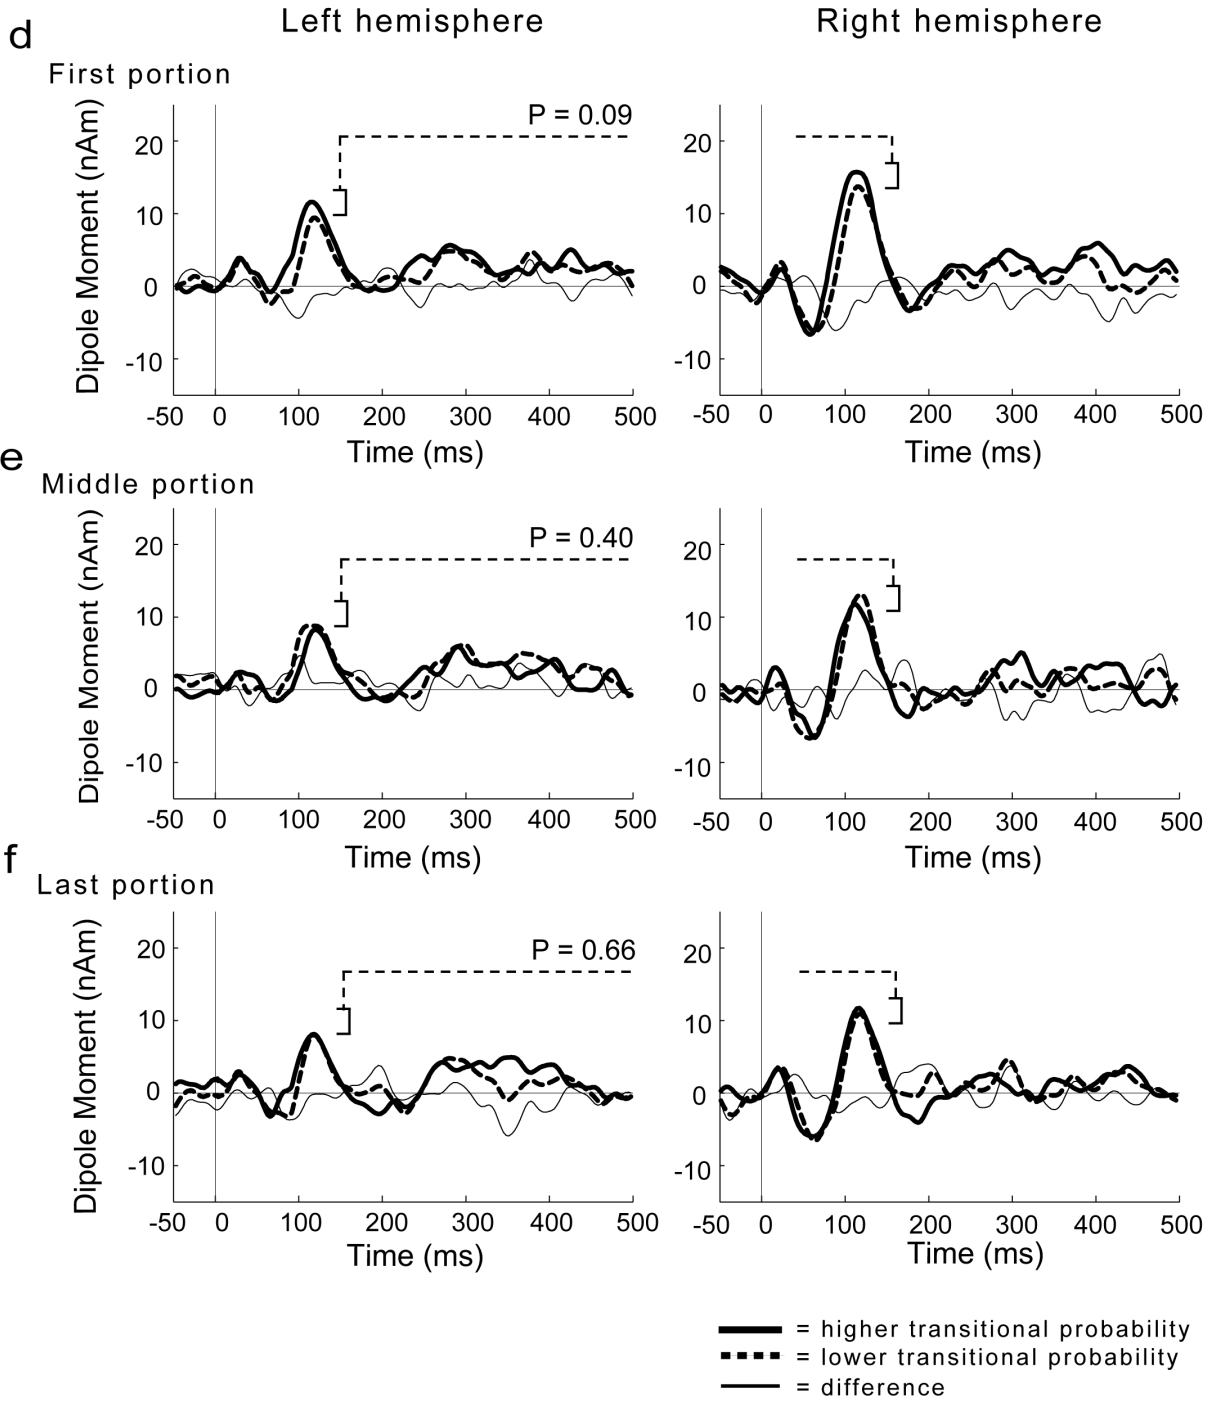 Left hemisphere
Right hemisphere
d
First portion
P = 0.09
Dipole Moment (nAm)
20
10
0
-10
-50 0 100 200 300 400 500
Time (ms)
20
10
0
-10
-50 0 100 200 300 400 500
Time (ms)
e
Middle portion
P = 0.40
Dipole Moment (nAm)
20
10
0
-10
-50 0 100 200 300 400 500
Time (ms)
20
10
0
-10
-50 0 100 200 300 400 500
Time (ms)
f
Last portion
P = 0.66
Dipole Moment (nAm)
20
10
0
-10
-50 0 100 200 300 400 500
Time (ms)
20
10
0
-10
-50 0 100 200 300 400 500
Time (ms)
= higher transitional probability
= lower transitional probability
= difference